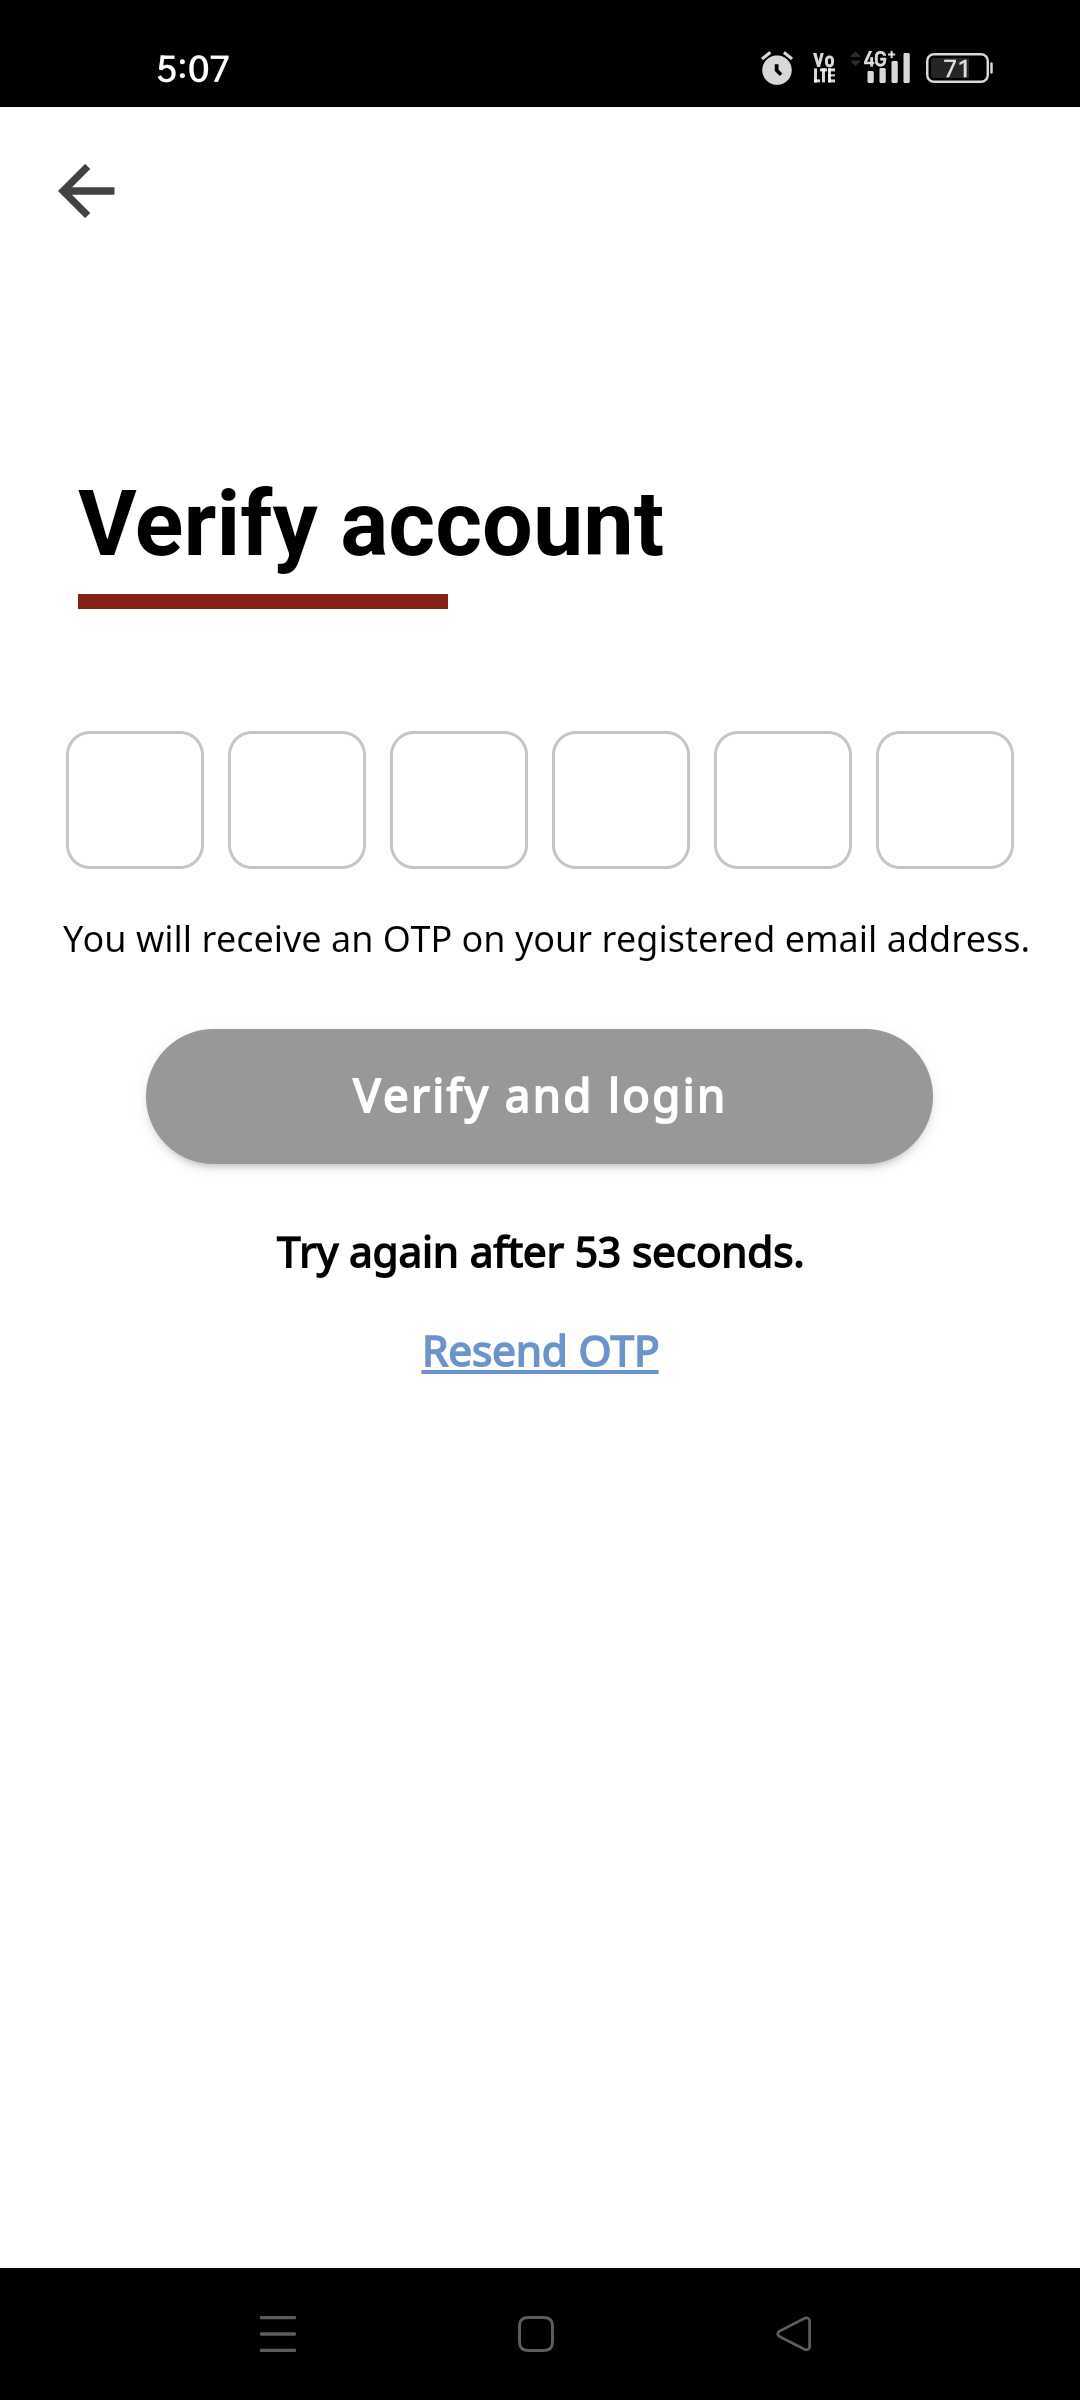 5:07
Vo LTE 4G+ 71
Verify account
You will receive an OTP on your registered email address.
Verify and login
Try again after 53 seconds.
Resend OTP